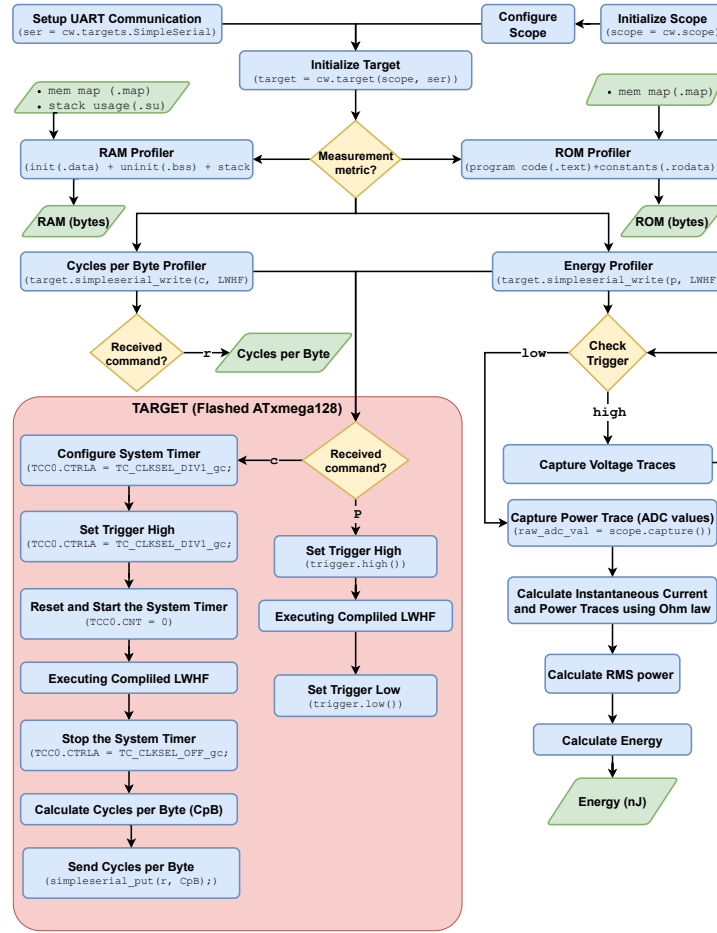 Setup UART Communication
(ser = cw.targets.SimpleSerial)
Configure
Scope
Initialize Scope
(scope = cw.scope)
Initialize Target
(target = cw.target(scope, ser))
• mem map (.map)
• stack usage(.su)
• mem map(.map)
RAM Profiler
(init(.data) + uninit(.bss) + stack
Measurement
metric?
ROM Profiler
(program code(.text)+constants(.rodata)
RAM (bytes)
ROM (bytes)
Cycles per Byte Profiler
(target.simpleserial_write(c, LWHF)
Energy Profiler
(target.simpleserial_write(p, LWHF
Received
command?
r
Cycles per Byte
low
Check
Trigger
high
TARGET (Flashed ATxmega128)
Configure System Timer
(TCC0.CTRLA = TC_CLKSEL_DIV1_gc;
c
Received
command?
P
Capture Voltage Traces
Set Trigger High
(TCC0.CTRLA = TC_CLKSEL_DIV1_gc;
Set Trigger High
(trigger.high())
Capture Power Trace (ADC values)
(raw_adc_val = scope.capture())
Reset and Start the System Timer
(TCC0.CNT = 0)
Executing Compliled LWHF
Calculate Instantaneous Current
and Power Traces using Ohm law
Executing Compliled LWHF
Set Trigger Low
(trigger.low())
Calculate RMS power
Stop the System Timer
(TCC0.CTRLA = TC_CLKSEL_OFF_gc;
Calculate Energy
Calculate Cycles per Byte (CpB)
Energy (nJ)
Send Cycles per Byte
(simpleserial_put(r, CpB);)